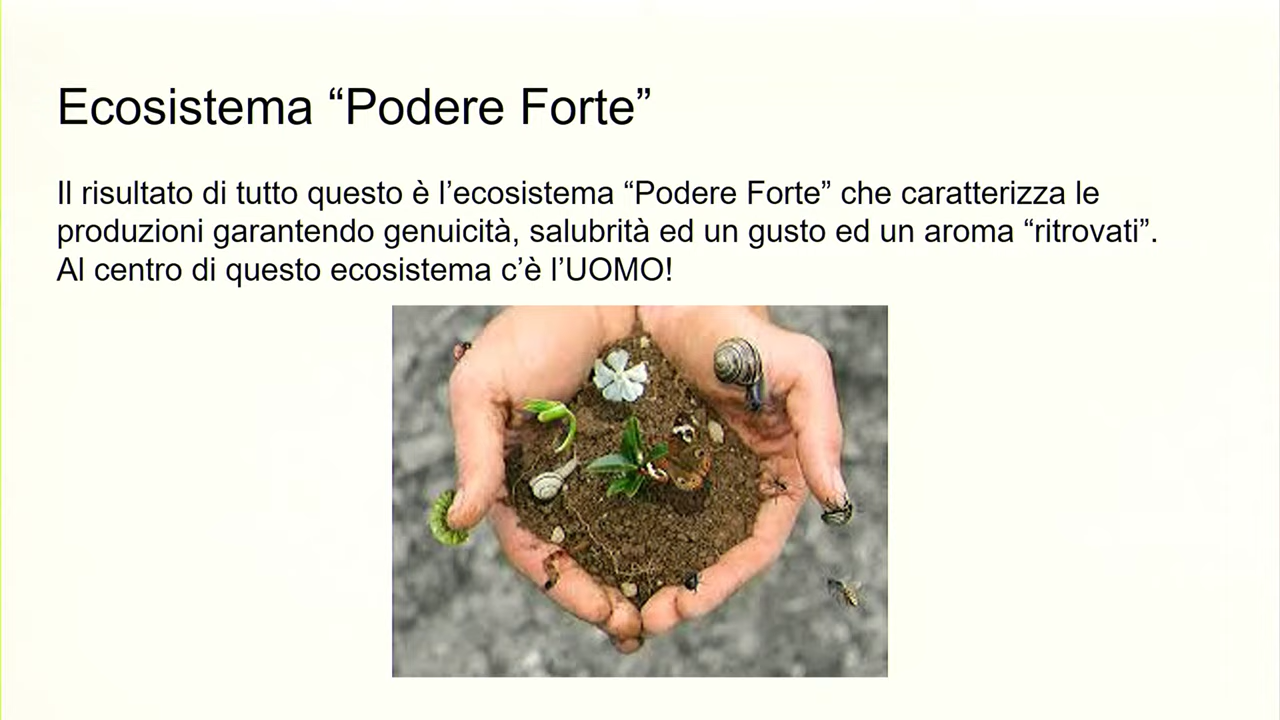 Ecosistema “Podere Forte”
Il risultato di tutto questo è l’ecosistema “Podere Forte” che caratterizza le
produzioni garantendo genuicità, salubrità ed un gusto ed un aroma “ritrovati”.
Al centro di questo ecosistema c’è l’UOMO!